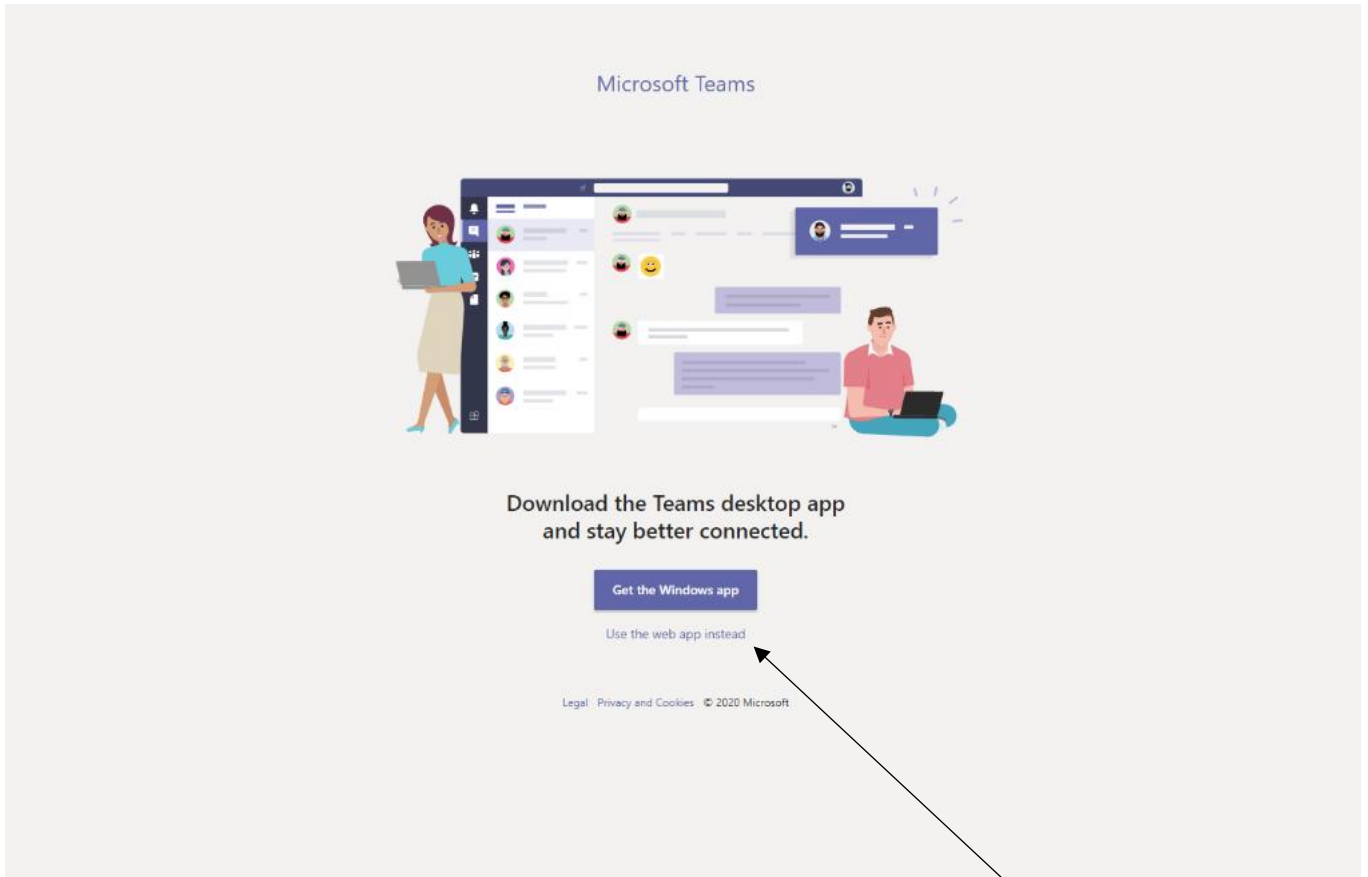 Microsoft Teams
Download the Teams desktop app
and stay better connected.
Get the Windows app
Use the web app instead
Legal Privacy and Cookies © 2020 Microsoft